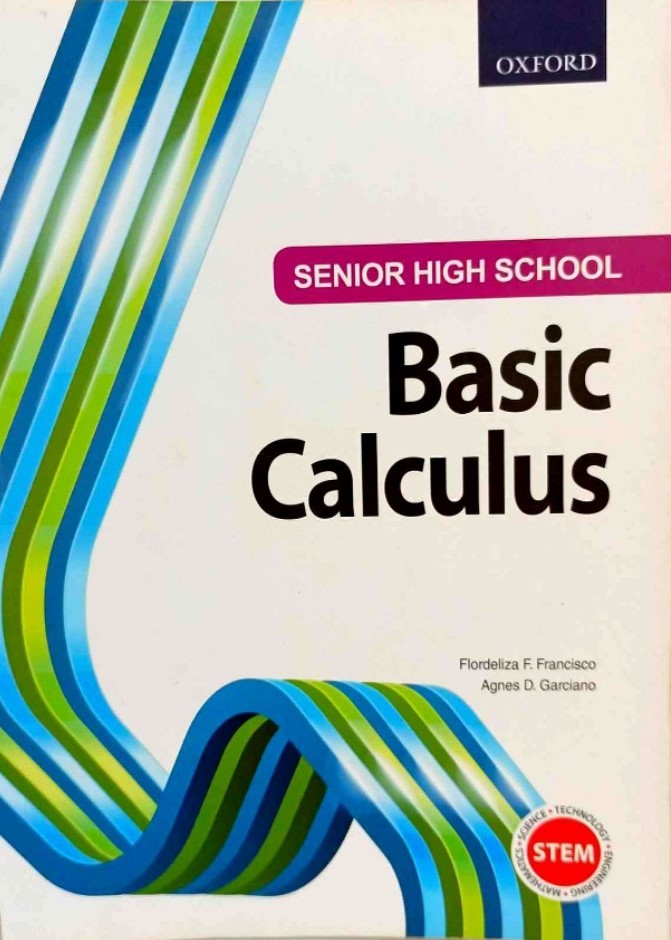 OXFORD
SENIOR HIGH SCHOOL
Basic
Calculus
Flordeliza F. Francisco
Agnes D. Garciano
SCIENCE • TECHNOLOGY • ENGINEERING • MATHEMATICS •
STEM